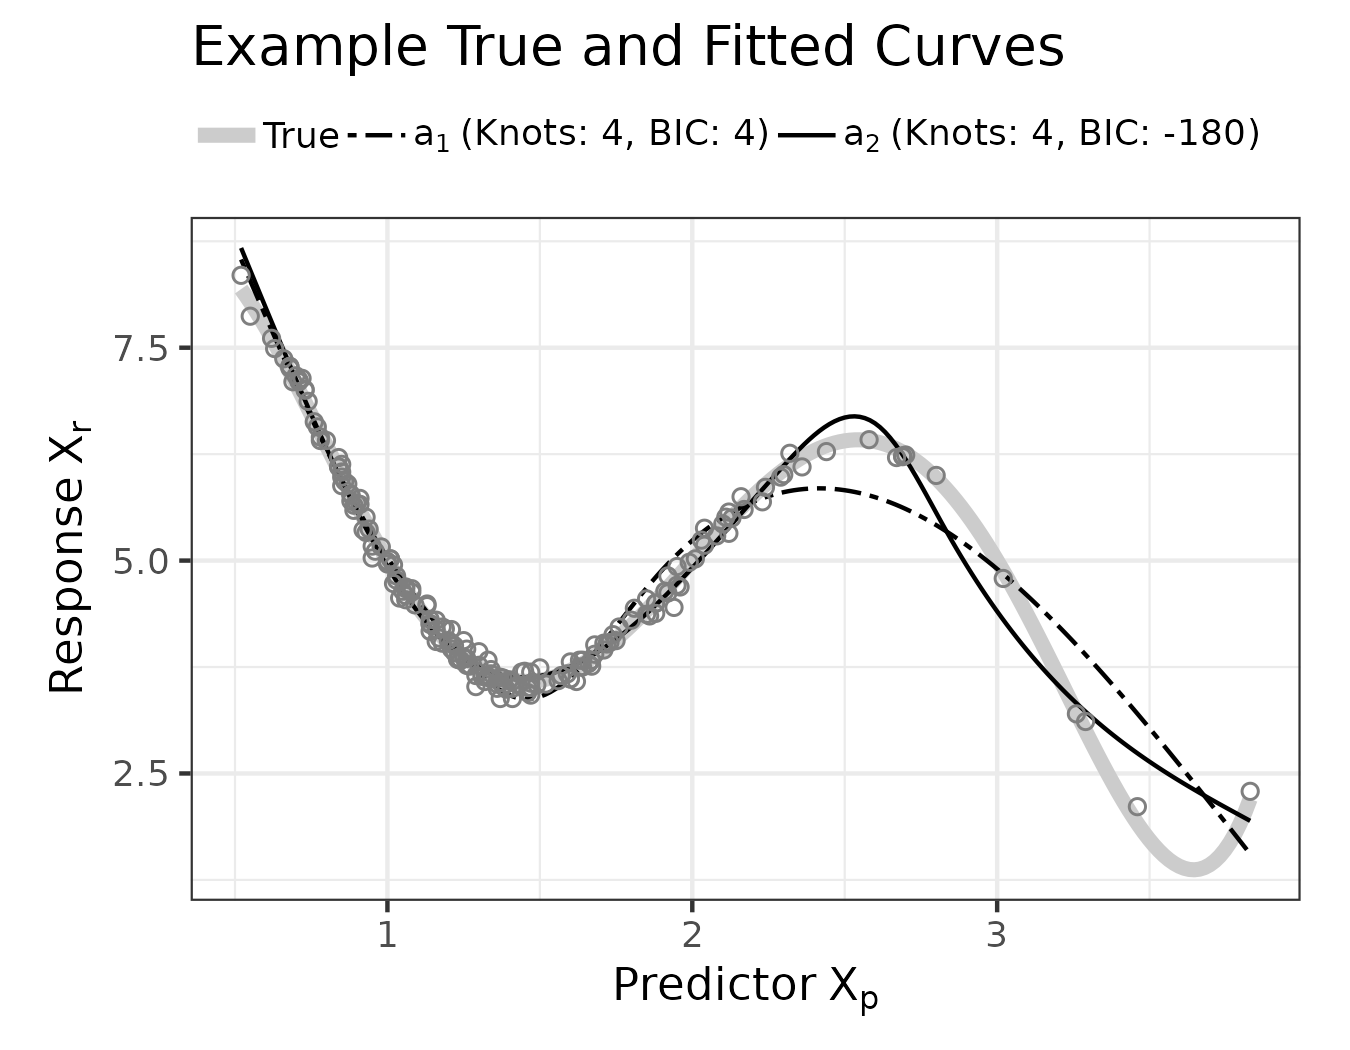 Example True and Fitted Curves
True a₁ (Knots: 4, BIC: 4) a₂ (Knots: 4, BIC: -180)
Response Xᵣ
7.5
5.0
2.5
1 2 3
Predictor Xₚ